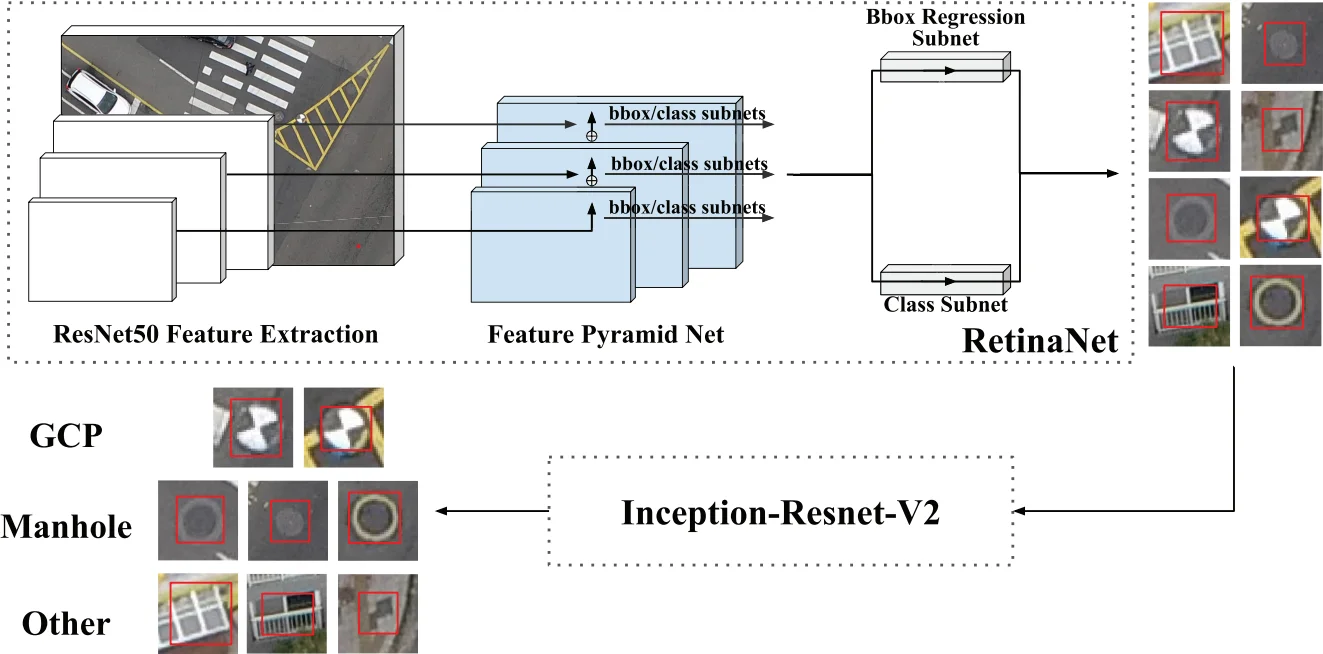 Bbox Regression
Subnet
bbox/class subnets
bbox/class subnets
bbox/class subnets
Class Subnet
ResNet50 Feature Extraction
Feature Pyramid Net
RetinaNet
GCP
Manhole
Other
Inception-Resnet-V2